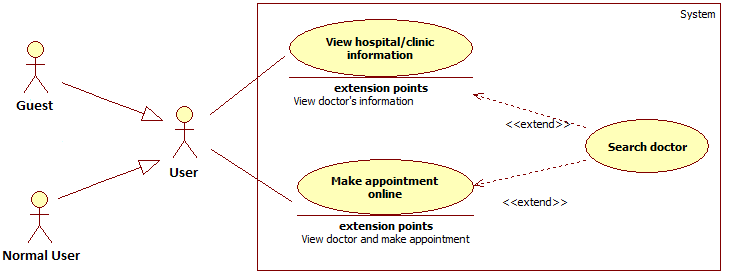 System
View hospital/clinic
information
extension points
View doctor's information
Guest
<<extend>>
User
Search doctor
Make appointment
online
<<extend>>
extension points
View doctor and make appointment
Normal User